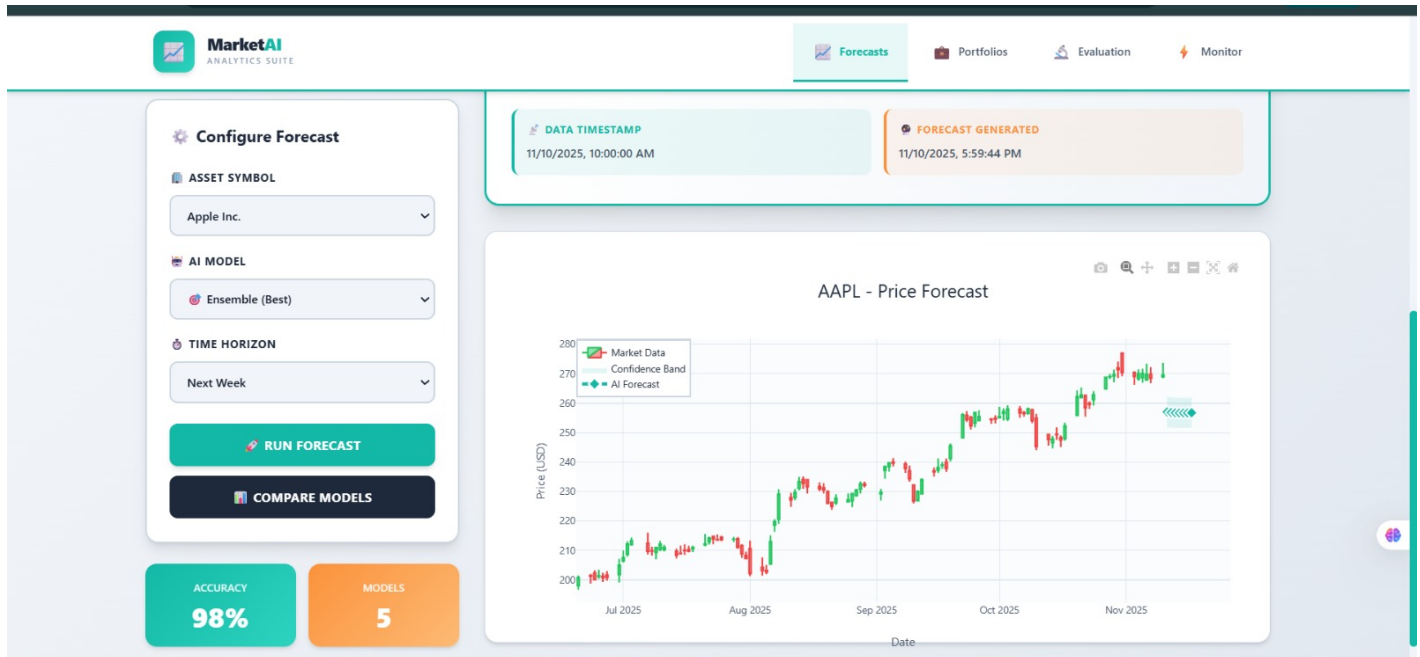 MarketAI
ANALYTICS SUITE
Forecasts
Portfolios
Evaluation
Monitor
Configure Forecast
ASSET SYMBOL
Apple Inc.
AI MODEL
Ensemble (Best)
TIME HORIZON
Next Week
RUN FORECAST
COMPARE MODELS
ACCURACY
98%
MODELS
5
DATA TIMESTAMP
11/10/2025, 10:00:00 AM
FORECAST GENERATED
11/10/2025, 5:59:44 PM
AAPL - Price Forecast
Market Data
Confidence Band
AI Forecast
Price (USD)
280
270
260
250
240
230
220
210
200
Jul 2025
Aug 2025
Sep 2025
Oct 2025
Nov 2025
Date